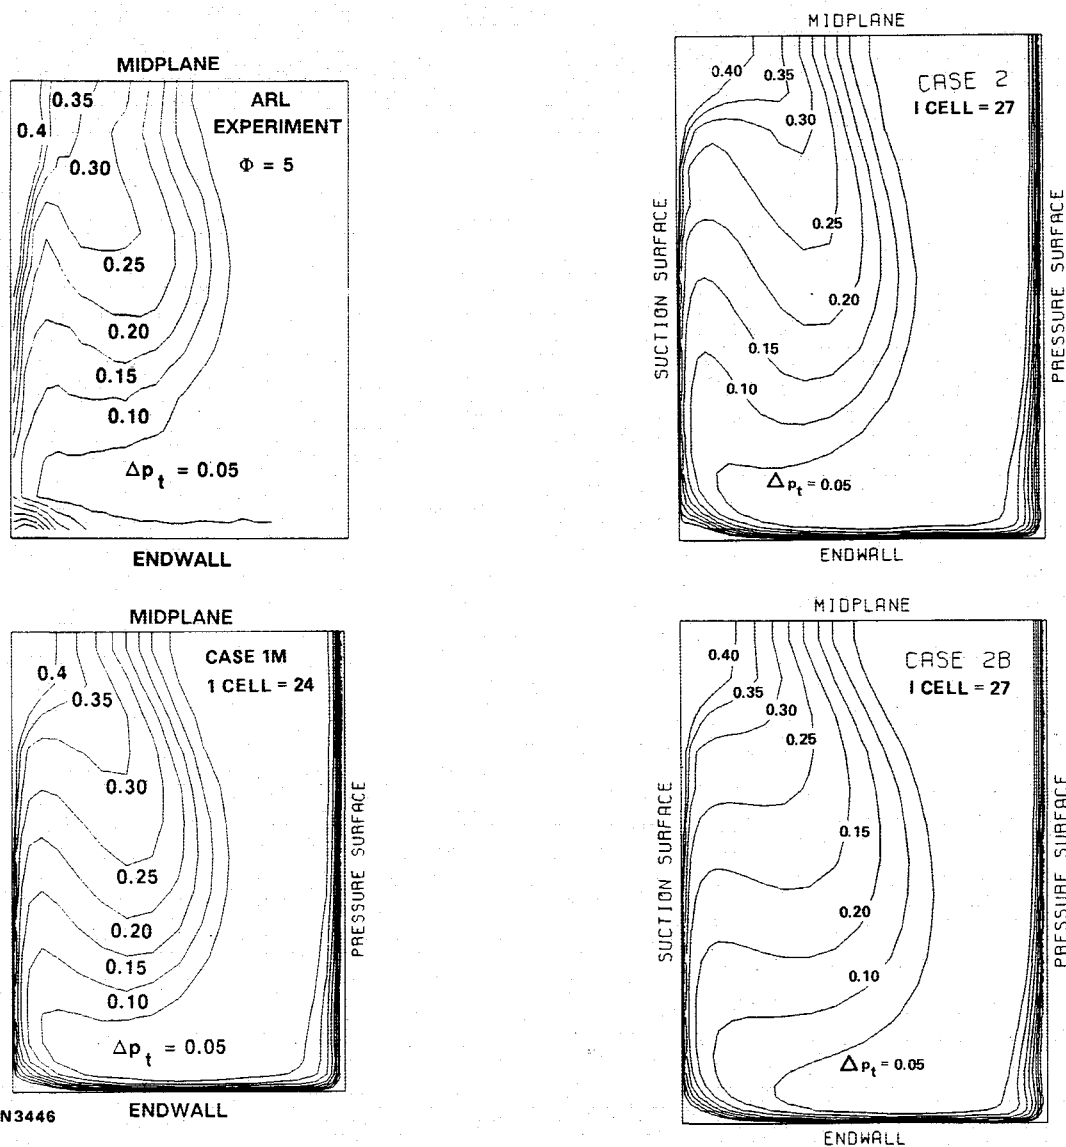 MIDPLANE
0.35
0.4
ARL
EXPERIMENT
Φ = 5
0.30
0.25
0.20
0.15
0.10
Δp_t = 0.05
ENDWALL
MIDPLANE
0.40
0.35
0.30
CASE 2
I CELL = 27
SUCTION SURFACE
PRESSURE SURFACE
0.25
0.20
0.15
0.10
Δp_t = 0.05
ENDWALL
MIDPLANE
0.4
0.35
CASE 1M
1 CELL = 24
0.30
0.25
0.20
0.15
0.10
Δp_t = 0.05
PRESSURE SURFACE
ENDWALL
N3446
MIDPLANE
0.40
0.35
0.30
0.25
CASE 2B
I CELL = 27
SUCTION SURFACE
PRESSURE SURFACE
0.15
0.20
0.10
Δp_t = 0.05
ENDWALL